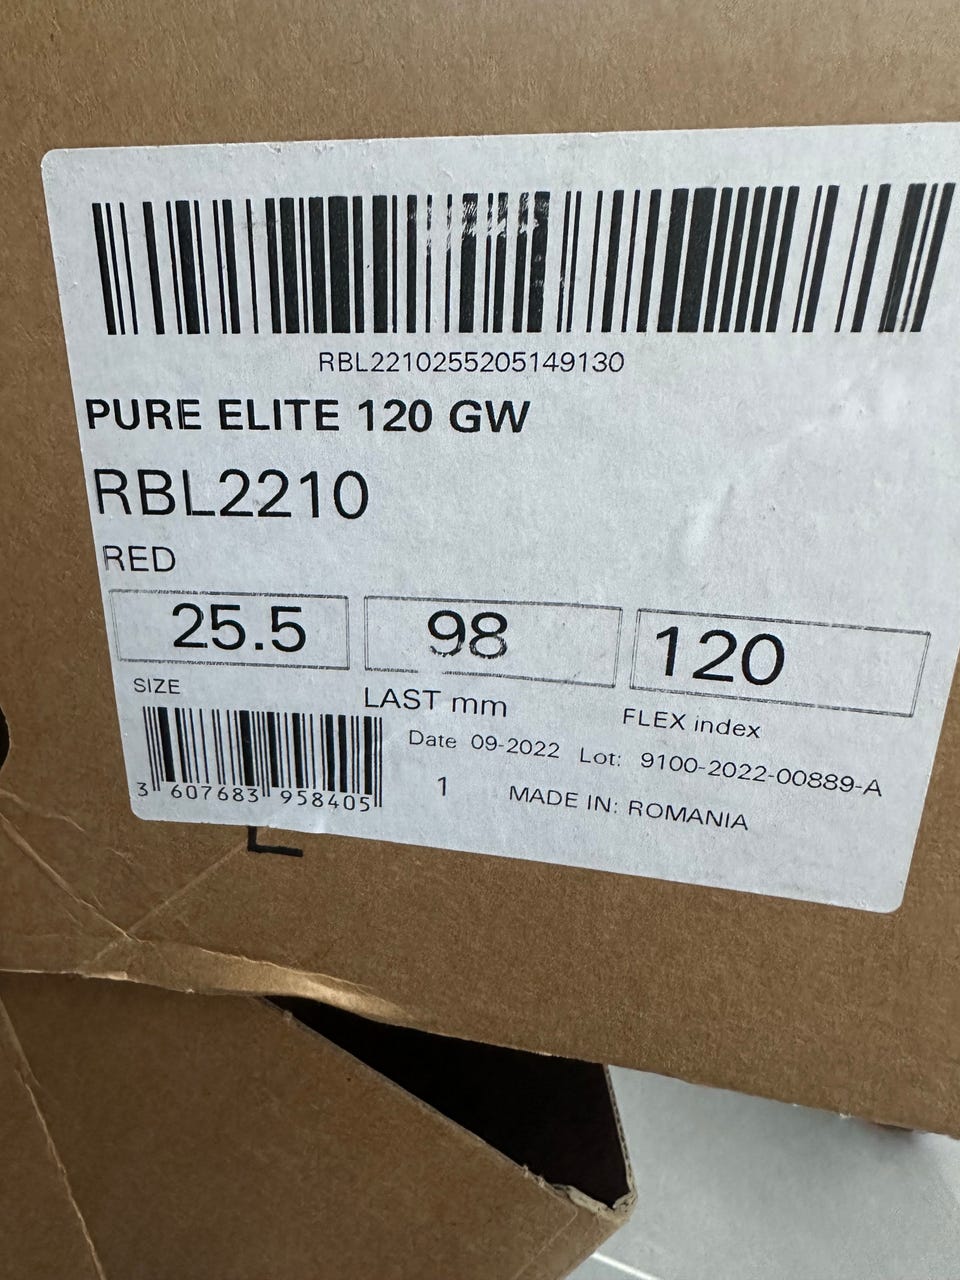 RBL2210255205149130
PURE ELITE 120 GW
RBL2210
RED
25.5 98 120
SIZE LAST mm FLEX index
Date 09-2022 Lot: 9100-2022-00889-A
3 607683 958405 1 MADE IN: ROMANIA